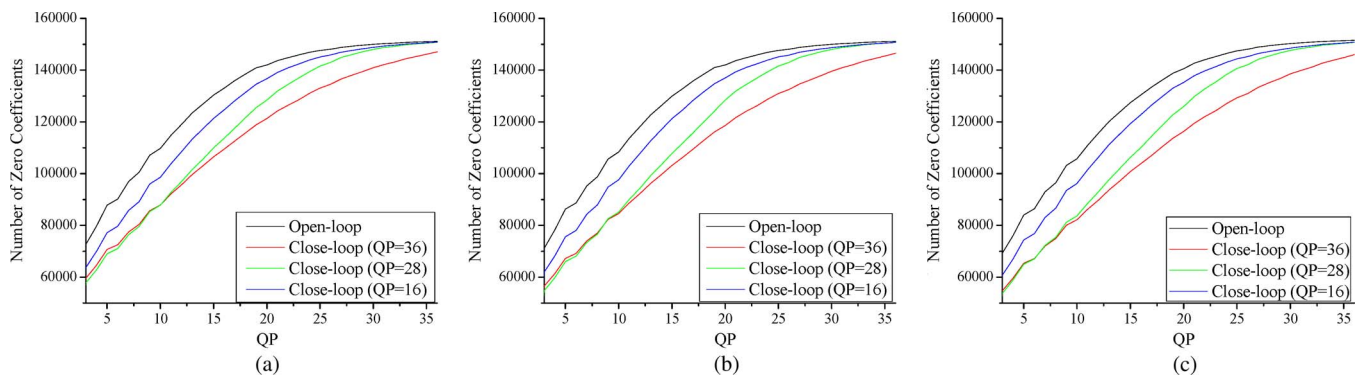 160000
140000
120000
100000
80000
60000
Number of Zero Coefficients
Open-loop
Close-loop (QP=36)
Close-loop (QP=28)
Close-loop (QP=16)
5 10 15 20 25 30 35
QP
(a)
160000
140000
120000
100000
80000
60000
Number of Zero Coefficients
Open-loop
Close-loop (QP=36)
Close-loop (QP=28)
Close-loop (QP=16)
5 10 15 20 25 30 35
QP
(b)
160000
140000
120000
100000
80000
60000
Number of Zero Coefficients
Open-loop
Close-loop (QP=36)
Close-loop (QP=28)
Close-loop (QP=16)
5 10 15 20 25 30 35
QP
(c)